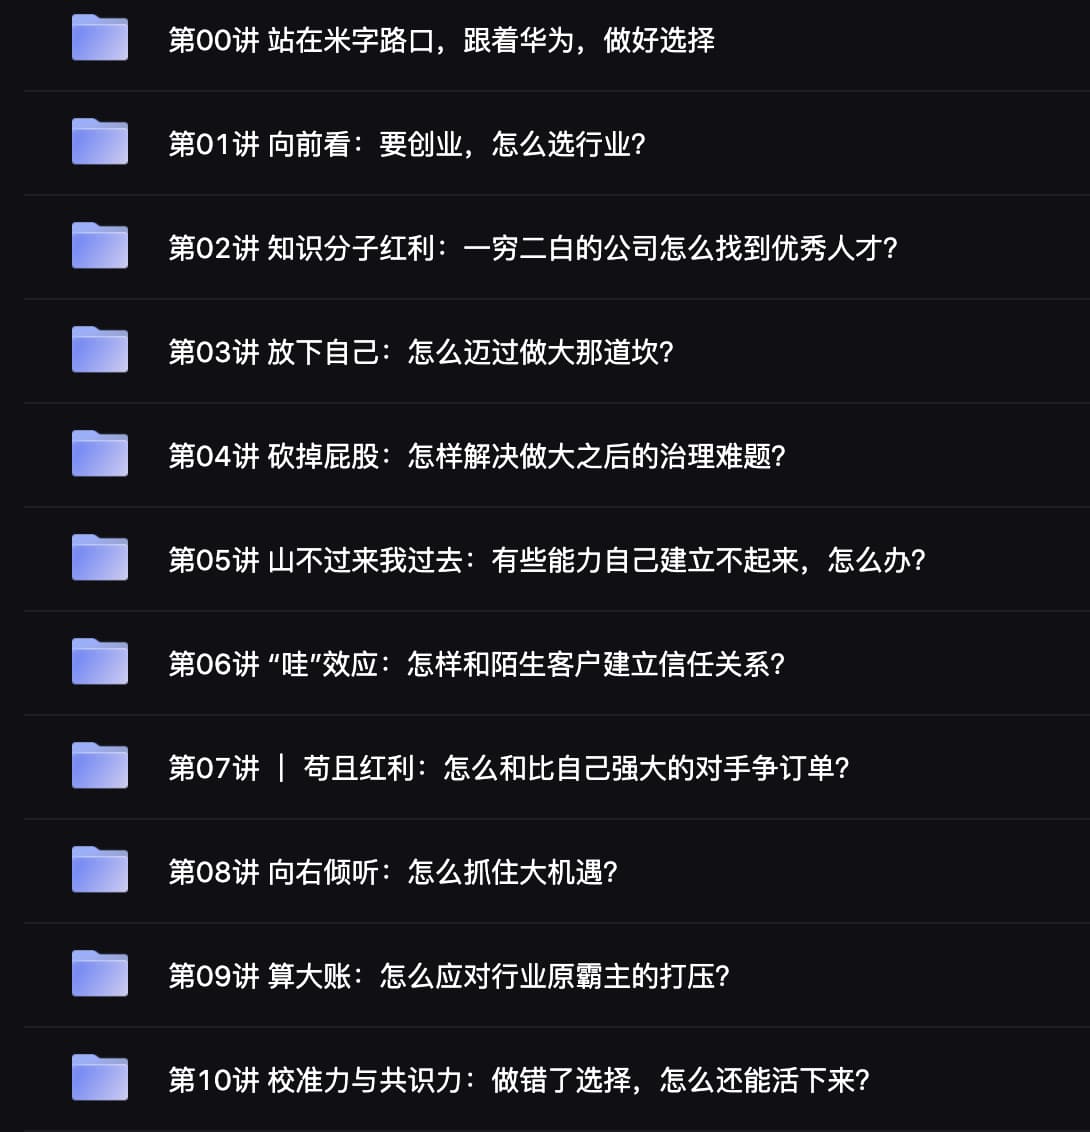 第00讲 站在米字路口，跟着华为，做好选择
第01讲 向前看：要创业，怎么选行业?
第02讲 知识分子红利：一穷二白的公司怎么找到优秀人才?
第03讲 放下自己：怎么迈过做大那道坎?
第04讲 砍掉屁股：怎样解决做大之后的治理难题?
第05讲 山不过来我过去：有些能力自己建立不起来，怎么办?
第06讲 “哇”效应：怎样和陌生客户建立信任关系?
第07讲 ｜ 苟且红利：怎么和比自己强大的对手争订单?
第08讲 向右倾听：怎么抓住大机遇?
第09讲 算大账：怎么应对行业原霸主的打压?
第10讲 校准力与共识力：做错了选择，怎么还能活下来?